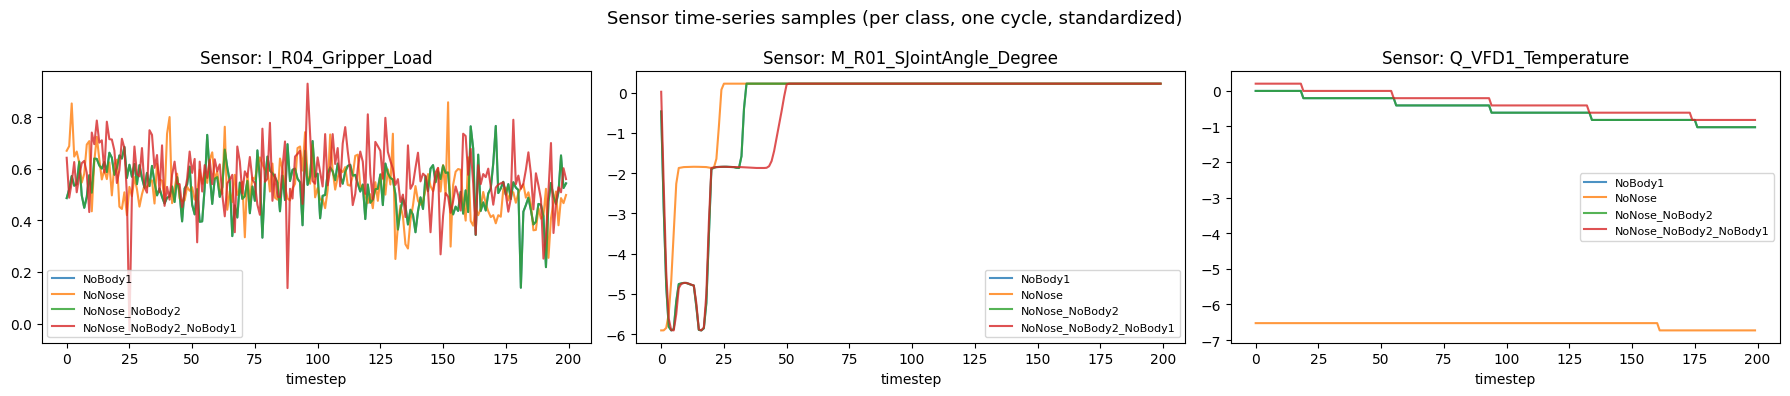 Sensor time-series samples (per class, one cycle, standardized)
Sensor: I_R04_Gripper_Load
0.8
0.6
0.4
0.2
0.0
NoBody1
NoNose
NoNose_NoBody2
NoNose_NoBody2_NoBody1
0 25 50 75 100 125 150 175 200
timestep
Sensor: M_R01_SJointAngle_Degree
0
−1
−2
−3
−4
−5
−6
NoBody1
NoNose
NoNose_NoBody2
NoNose_NoBody2_NoBody1
0 25 50 75 100 125 150 175 200
timestep
Sensor: Q_VFD1_Temperature
0
−1
−2
−3
−4
−5
−6
−7
NoBody1
NoNose
NoNose_NoBody2
NoNose_NoBody2_NoBody1
0 25 50 75 100 125 150 175 200
timestep